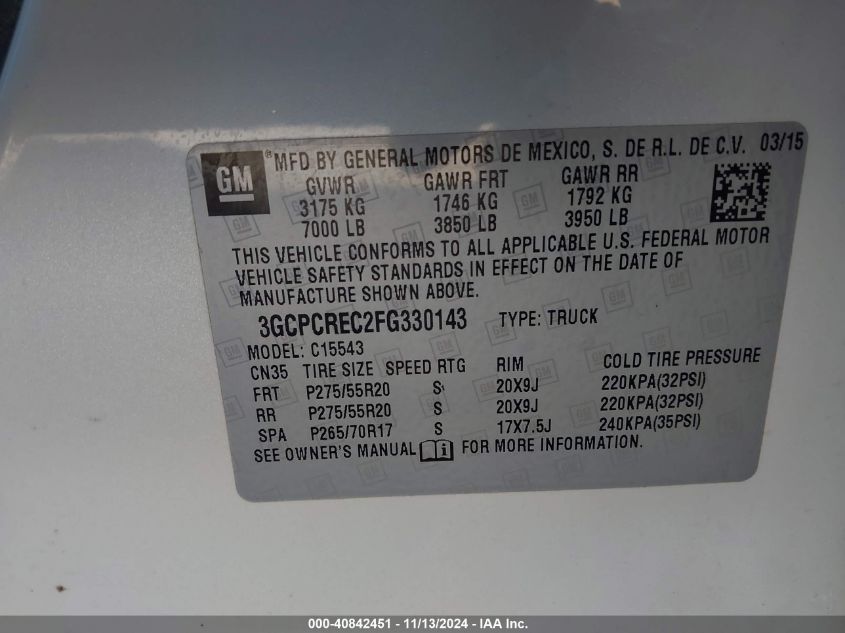 GM ® MFD BY GENERAL MOTORS DE MEXICO, S. DE R.L. DE C.V. 03/15
GVWR GAWR FRT GAWR RR
3175 KG 1746 KG 1792 KG
7000 LB 3850 LB 3950 LB
THIS VEHICLE CONFORMS TO ALL APPLICABLE U.S. FEDERAL MOTOR
VEHICLE SAFETY STANDARDS IN EFFECT ON THE DATE OF
MANUFACTURE SHOWN ABOVE.
3GCPCREC2FG330143 TYPE: TRUCK
MODEL: C15543
CN35 TIRE SIZE SPEED RTG RIM COLD TIRE PRESSURE
FRT P275/55R20 S 20X9J 220KPA(32PSI)
RR P275/55R20 S 20X9J 220KPA(32PSI)
SPA P265/70R17 S 17X7.5J 240KPA(35PSI)
SEE OWNER'S MANUAL FOR MORE INFORMATION.
000-40842451 - 11/13/2024 - IAA Inc.